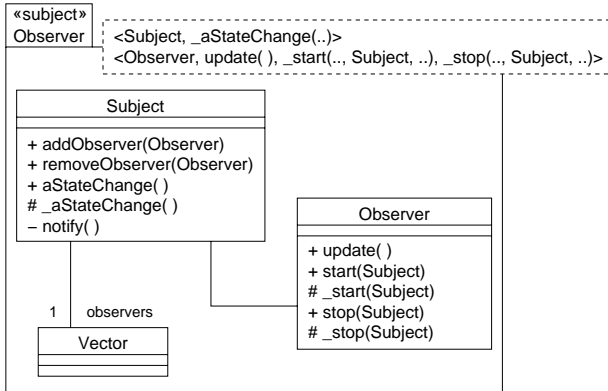 «subject»
Observer
<Subject, _aStateChange(..)>
<Observer, update( ), _start(.., Subject, ..), _stop(.., Subject, ..)>
Subject
+ addObserver(Observer)
+ removeObserver(Observer)
+ aStateChange( )
# _aStateChange( )
– notify( )
Observer
+ update( )
+ start(Subject)
# _start(Subject)
+ stop(Subject)
# _stop(Subject)
1 observers
Vector